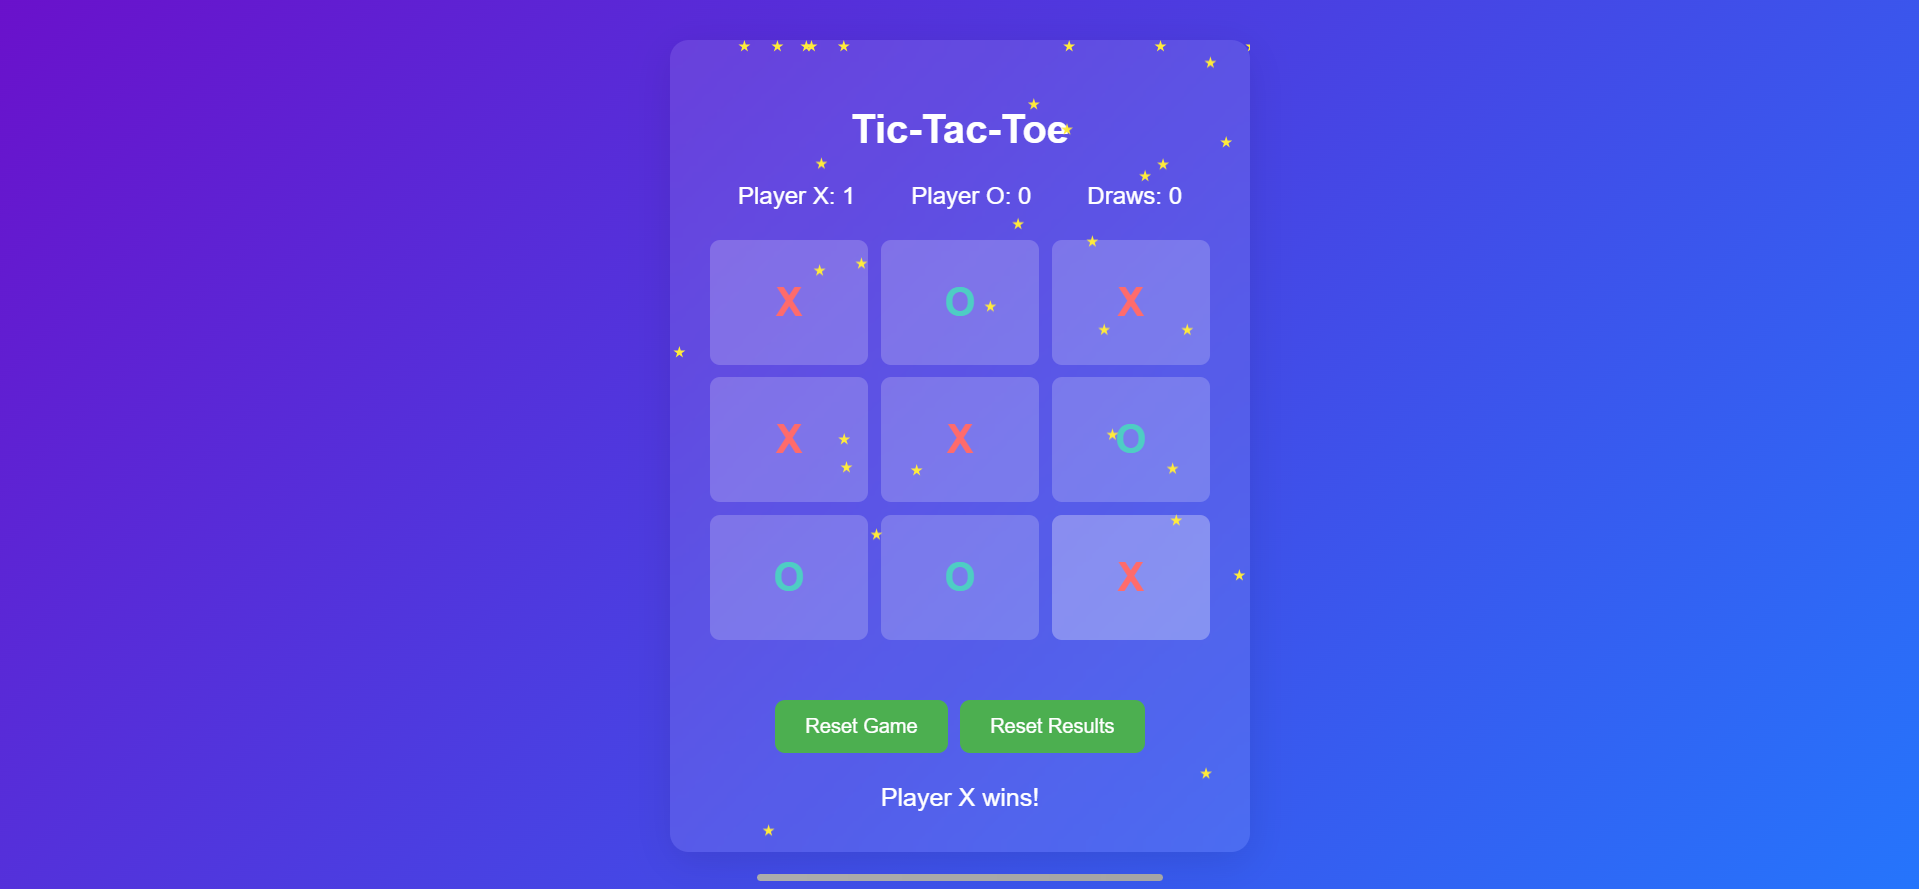 Tic-Tac-Toe
Player X: 1 Player O: 0 Draws: 0
X O X
X X O
O O X
Reset Game Reset Results
Player X wins!